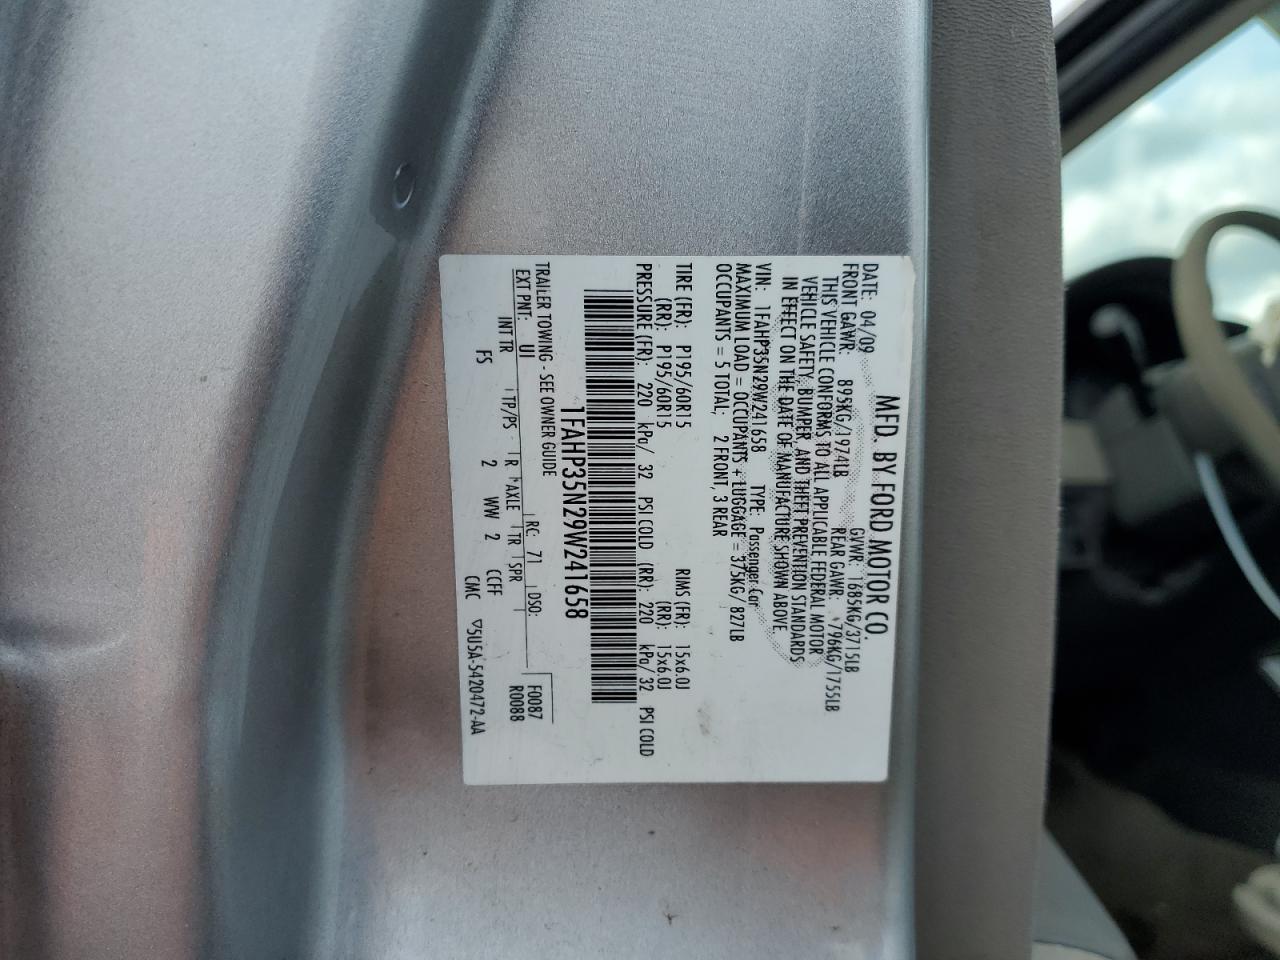 MFD. BY FORD MOTOR CO.
DATE: 04/09 GVWR: 1685KG/3715LB
FRONT GAWR: 895KG/1974LB REAR GAWR: 796KG/1755LB
THIS VEHICLE CONFORMS TO ALL APPLICABLE FEDERAL MOTOR
VEHICLE SAFETY, BUMPER, AND THEFT PREVENTION STANDARDS
IN EFFECT ON THE DATE OF MANUFACTURE SHOWN ABOVE.
VIN: 1FAHP35N29W241658 TYPE: Passenger Car
MAXIMUM LOAD = OCCUPANTS + LUGGAGE = 375KG/ 827LB
OCCUPANTS = 5 TOTAL; 2 FRONT, 3 REAR
TIRE (FR): P195/60R15 RIMS (FR): 15x6.0J
(RR): P195/60R15 (RR): 15x6.0J
PRESSURE (FR): 220 kPa/ 32 PSI COLD (RR): 220 kPa/ 32 PSI COLD
1FAHP35N29W241658
TRAILER TOWING - SEE OWNER GUIDE
EXT PNT: UI RC: 71 DSO: F0087
R0088
INT TR TP/PS R AXLE TR SPR
FS 2 WW 2 CCFF
CMC ▽5U5A-5420472-AA